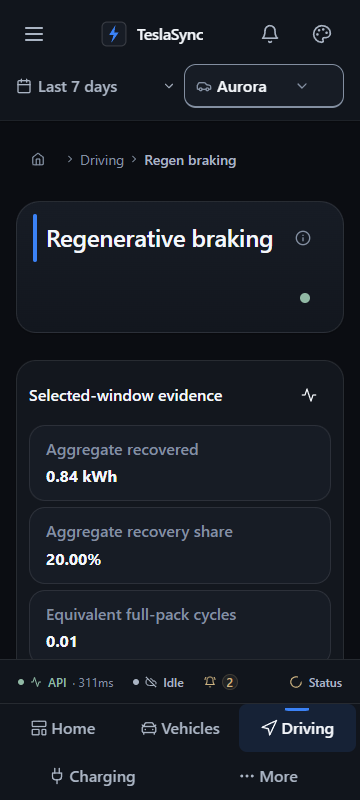 TeslaSync
Last 7 days
Aurora
Driving
Regen braking
Regenerative braking
Selected-window evidence
Aggregate recovered
0.84 kWh
Aggregate recovery share
20.00%
Equivalent full-pack cycles
0.01
API · 311ms
Idle
2
Status
Home
Vehicles
Driving
Charging
More